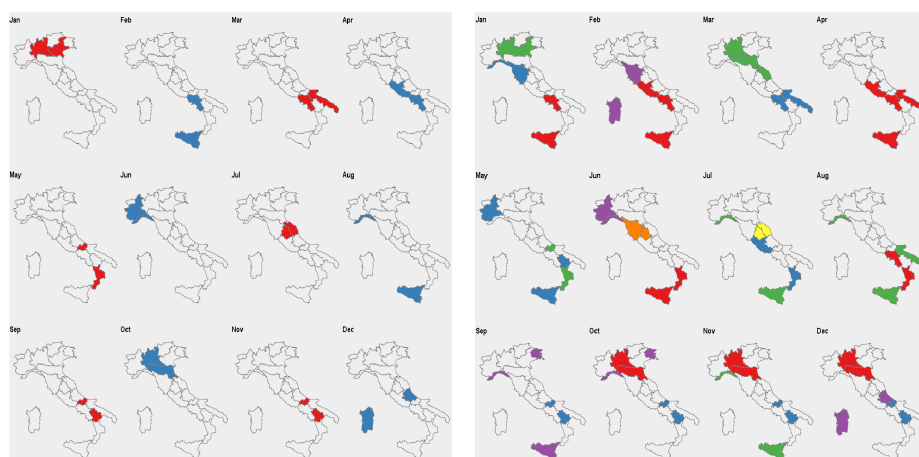 Jan Feb Mar Apr
Jan Feb Mar Apr
May Jun Jul Aug
May Jun Jul Aug
Sep Oct Nov Dec
Sep Oct Nov Dec